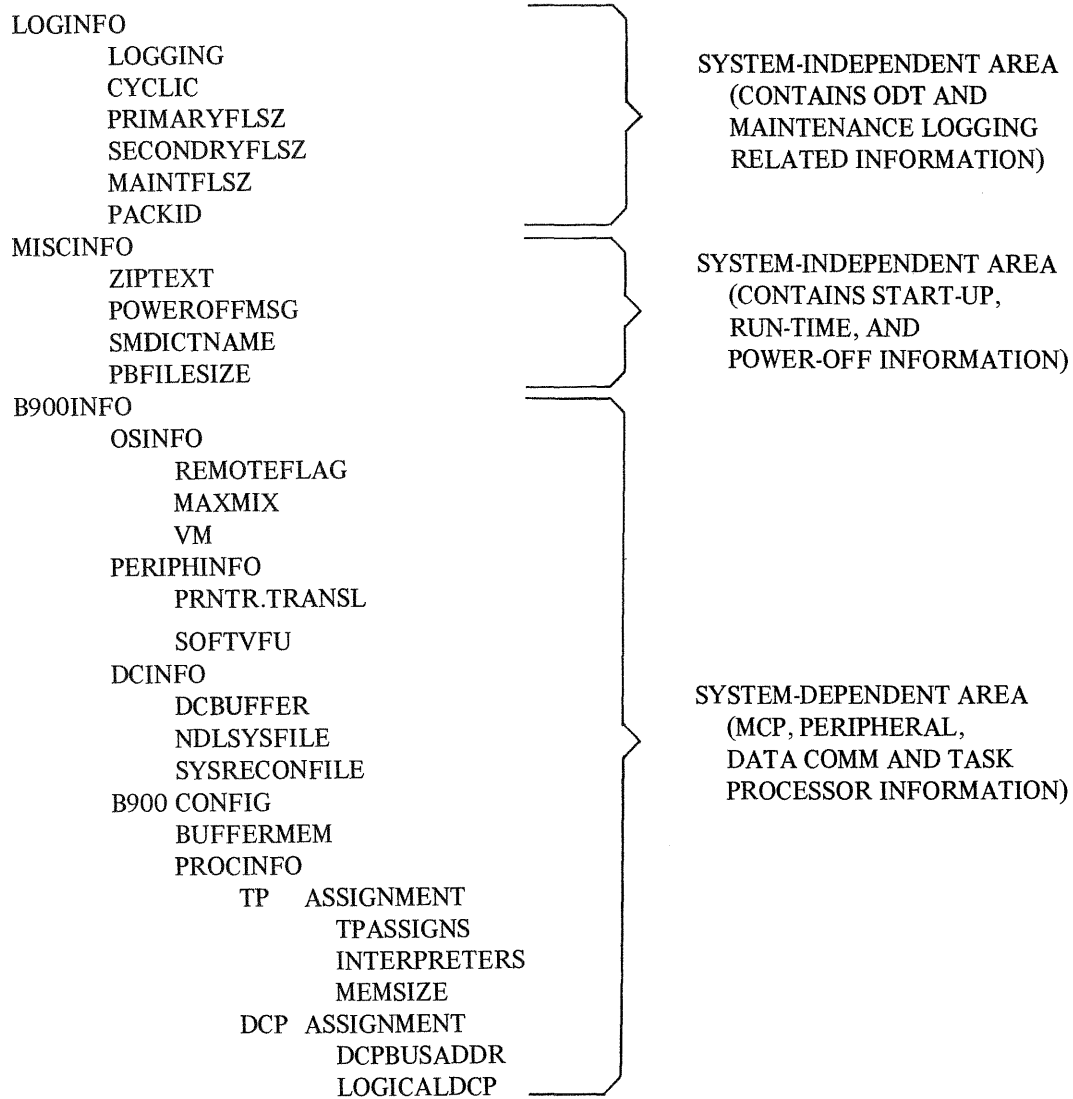 LOGINFO
LOGGING
CYCLIC
PRIMARYFLSZ
SECONDRYFLSZ
MAINTFLSZ
PACKID
SYSTEM-INDEPENDENT AREA
(CONTAINS ODT AND
MAINTENANCE LOGGING
RELATED INFORMATION)
MISCINFO
ZIPTEXT
POWEROFFMSG
SMDICTNAME
PBFILESIZE
SYSTEM-INDEPENDENT AREA
(CONTAINS START-UP,
RUN-TIME, AND
POWER-OFF INFORMATION)
B900INFO
OSINFO
REMOTEFLAG
MAXMIX
VM
PERIPHINFO
PRNTR.TRANSL
SOFTVFU
DCINFO
DCBUFFER
NDLSYSFILE
SYSRECONFILE
B900 CONFIG
BUFFERMEM
PROCINFO
TP ASSIGNMENT
TPASSIGNS
INTERPRETERS
MEMSIZE
DCP ASSIGNMENT
DCPBUSADDR
LOGICALDCP
SYSTEM-DEPENDENT AREA
(MCP, PERIPHERAL,
DATA COMM AND TASK
PROCESSOR INFORMATION)